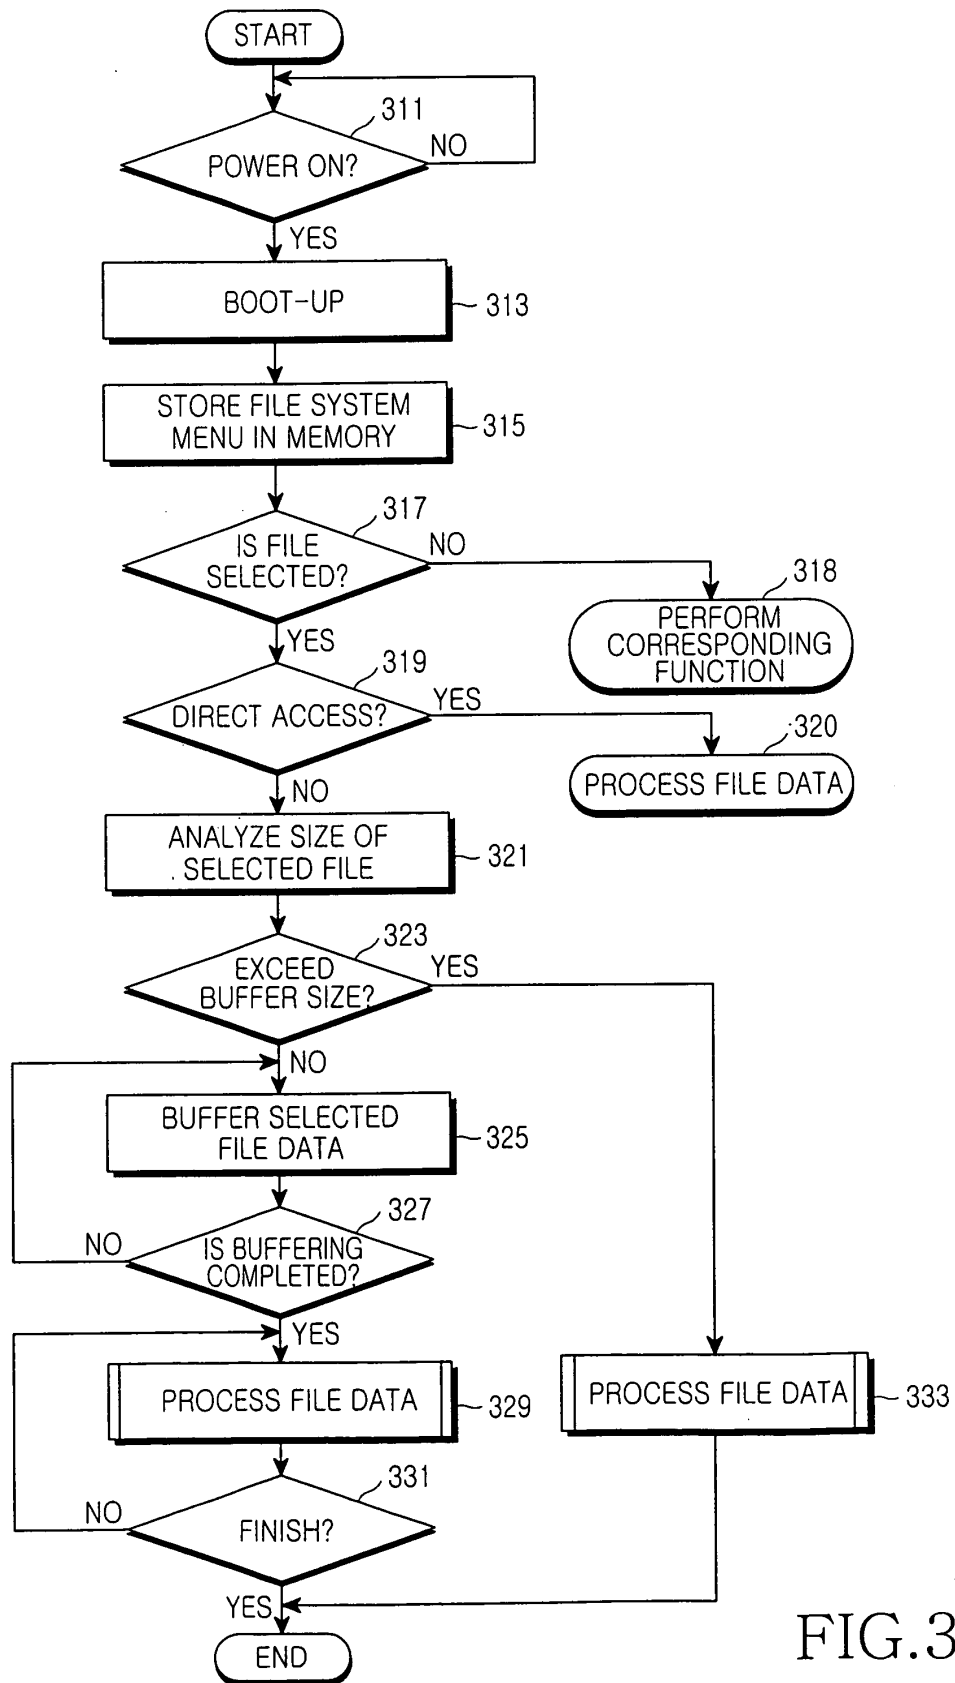 START
311
POWER ON?
NO
YES
BOOT-UP
313
STORE FILE SYSTEM
MENU IN MEMORY
315
317
IS FILE
SELECTED?
NO
318
PERFORM
CORRESPONDING
FUNCTION
YES
319
DIRECT ACCESS?
YES
320
PROCESS FILE DATA
NO
ANALYZE SIZE OF
SELECTED FILE
321
323
EXCEED
BUFFER SIZE?
YES
NO
BUFFER SELECTED
FILE DATA
325
327
IS BUFFERING
COMPLETED?
NO
YES
PROCESS FILE DATA
329
PROCESS FILE DATA
333
331
FINISH?
NO
YES
END
FIG.3